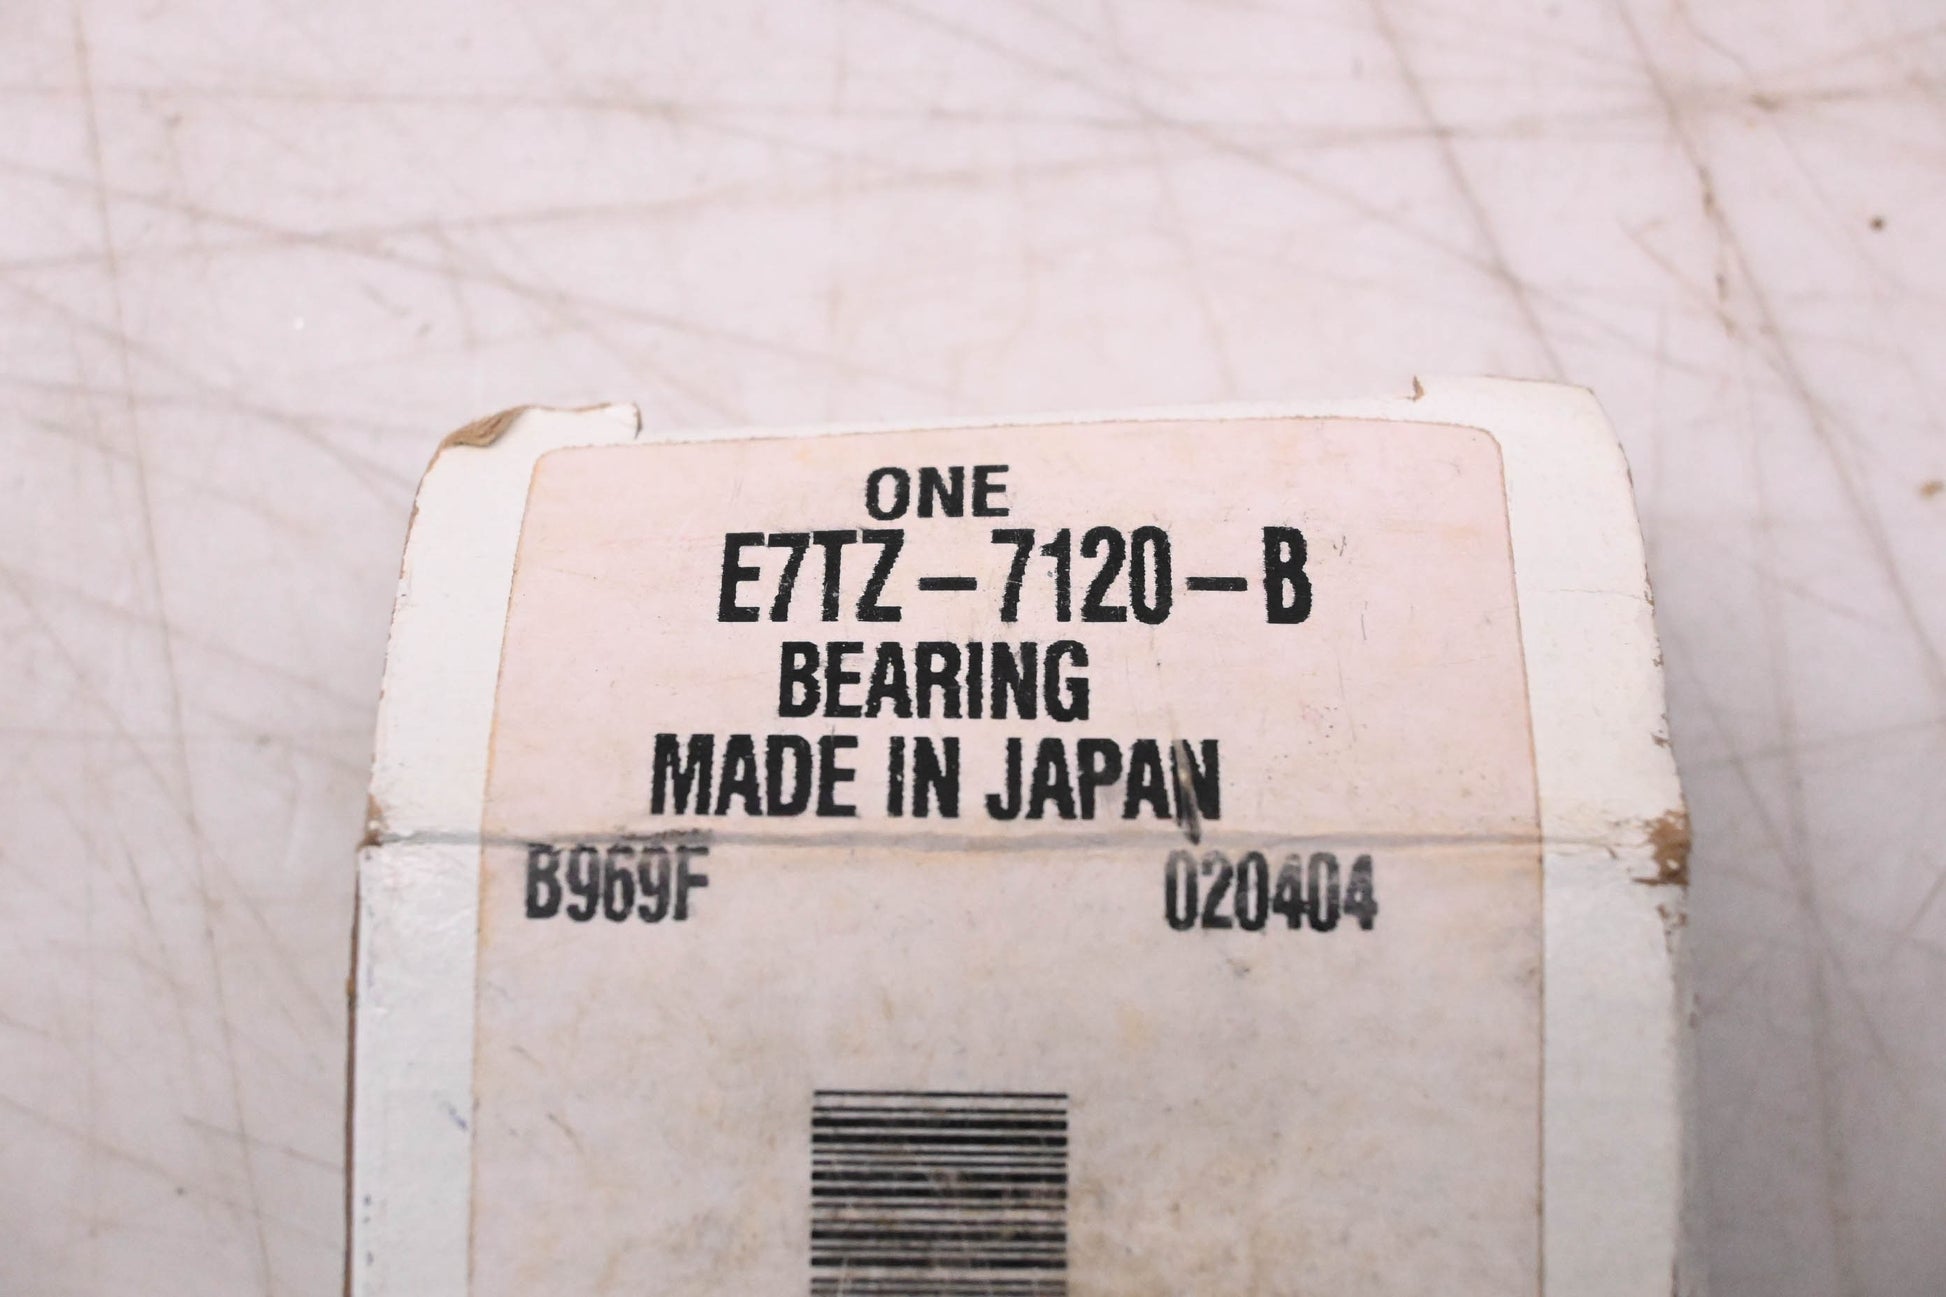 ONE
E7TZ-7120-B
BEARING
MADE IN JAPAN
B969F 020404